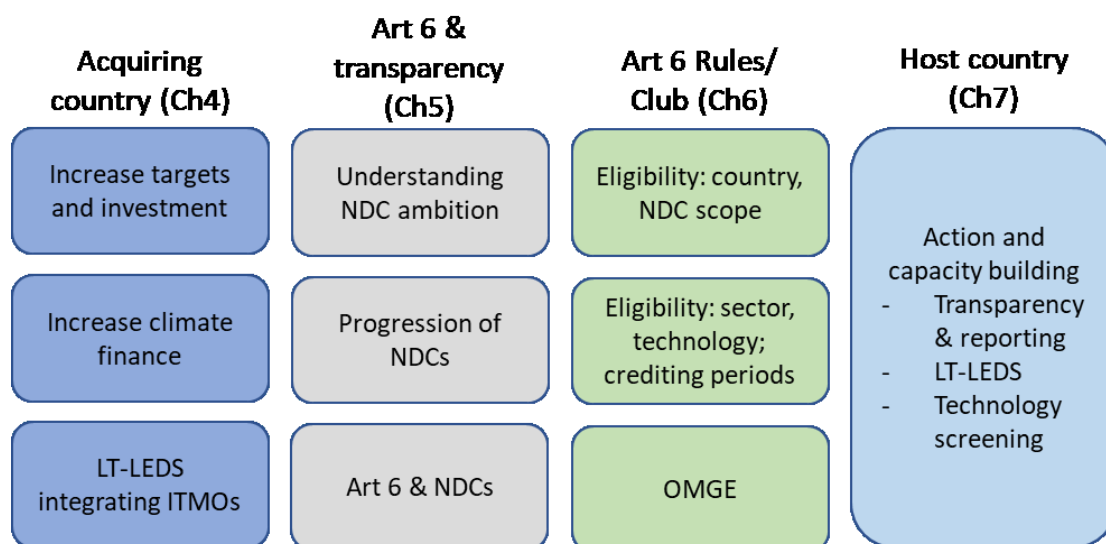 Acquiring
country (Ch4)
Art 6 &
transparency
(Ch5)
Art 6 Rules/
Club (Ch6)
Host country
(Ch7)
Increase targets
and investment
Understanding
NDC ambition
Eligibility: country,
NDC scope
Increase climate
finance
Progression of
NDCs
Eligibility: sector,
technology;
crediting periods
LT-LEDS
integrating ITMOs
Art 6 & NDCs
OMGE
Action and
capacity building
- Transparency
& reporting
- LT-LEDS
- Technology
screening